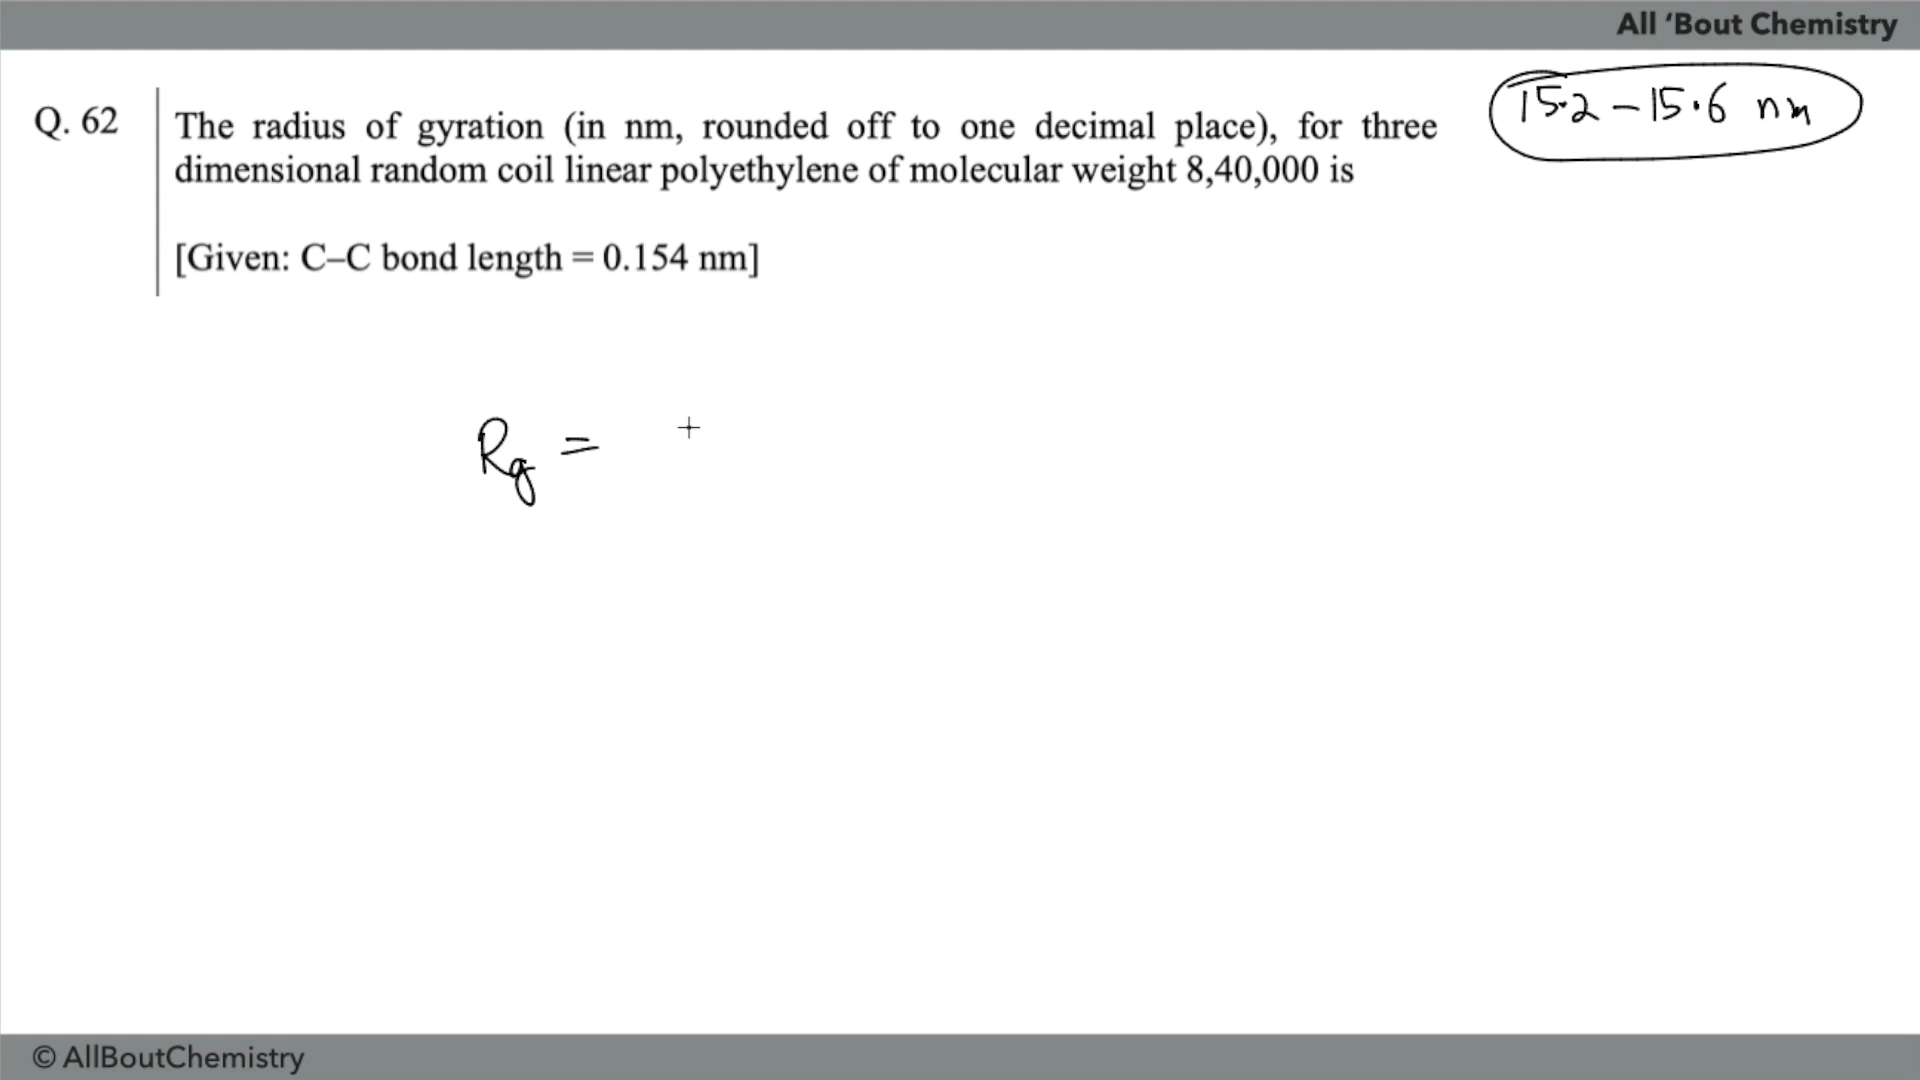 All ‘Bout Chemistry
Q. 62
The radius of gyration (in nm, rounded off to one decimal place), for three
dimensional random coil linear polyethylene of molecular weight 8,40,000 is
[Given: C–C bond length = 0.154 nm]
15.2 – 15.6 nm
Rg =
© AllBoutChemistry